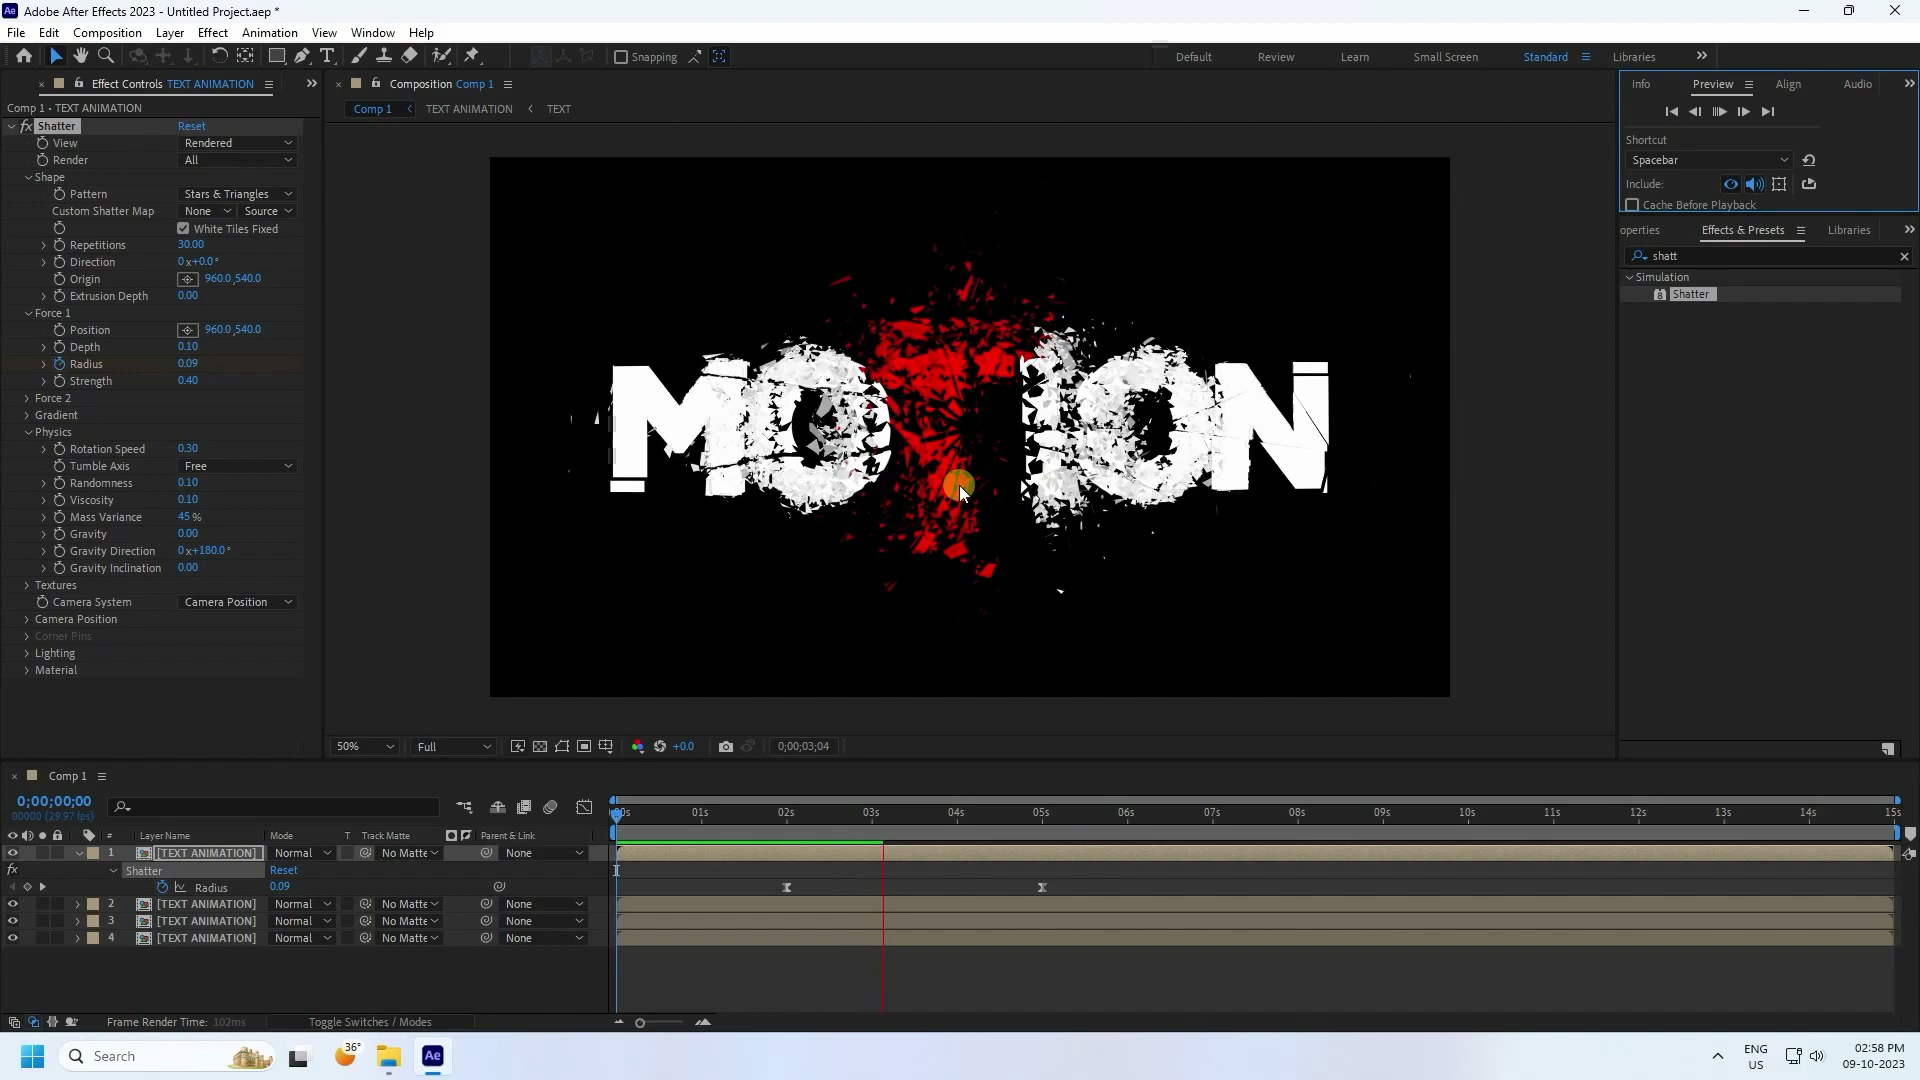 Adobe After Effects 2023 - Untitled Project.aep *
File Edit Composition Layer Effect Animation View Window Help
Snapping
Default Review Learn Small Screen Standard Libraries
Effect Controls TEXT ANIMATION
Comp 1 • TEXT ANIMATION
fx Shatter Reset
View Rendered
Render All
Shape
Pattern Stars & Triangles
Custom Shatter Map None Source
White Tiles Fixed
Repetitions 30.00
Direction 0x+0.0°
Origin 960.0,540.0
Extrusion Depth 0.00
Force 1
Position 960.0,540.0
Depth 0.10
Radius 0.09
Strength 0.40
Force 2
Gradient
Physics
Rotation Speed 0.30
Tumble Axis Free
Randomness 0.10
Viscosity 0.10
Mass Variance 45 %
Gravity 0.00
Gravity Direction 0x+180.0°
Gravity Inclination 0.00
Textures
Camera System Camera Position
Camera Position
Corner Pins
Lighting
Material
Composition Comp 1
Comp 1 TEXT ANIMATION TEXT
MOTION
50% Full +0.0 0;00;03;04
Info Preview Align Audio
Shortcut
Spacebar
Include:
Cache Before Playback
operties Effects & Presets Libraries
shatt
Simulation
8 Shatter
Comp 1
0;00;00;00
00000 (29.97 fps)
# Layer Name Mode T Track Matte Parent & Link
00s 01s 02s 03s 04s 05s 06s 07s 08s 09s 10s 11s 12s 13s 14s 15s
1 [TEXT ANIMATION] Normal No Matte None
fx Shatter Reset
Radius 0.09
2 [TEXT ANIMATION] Normal No Matte None
3 [TEXT ANIMATION] Normal No Matte None
4 [TEXT ANIMATION] Normal No Matte None
Frame Render Time: 102ms Toggle Switches / Modes
Search
36°
Ae
ENG
US
02:58 PM
09-10-2023